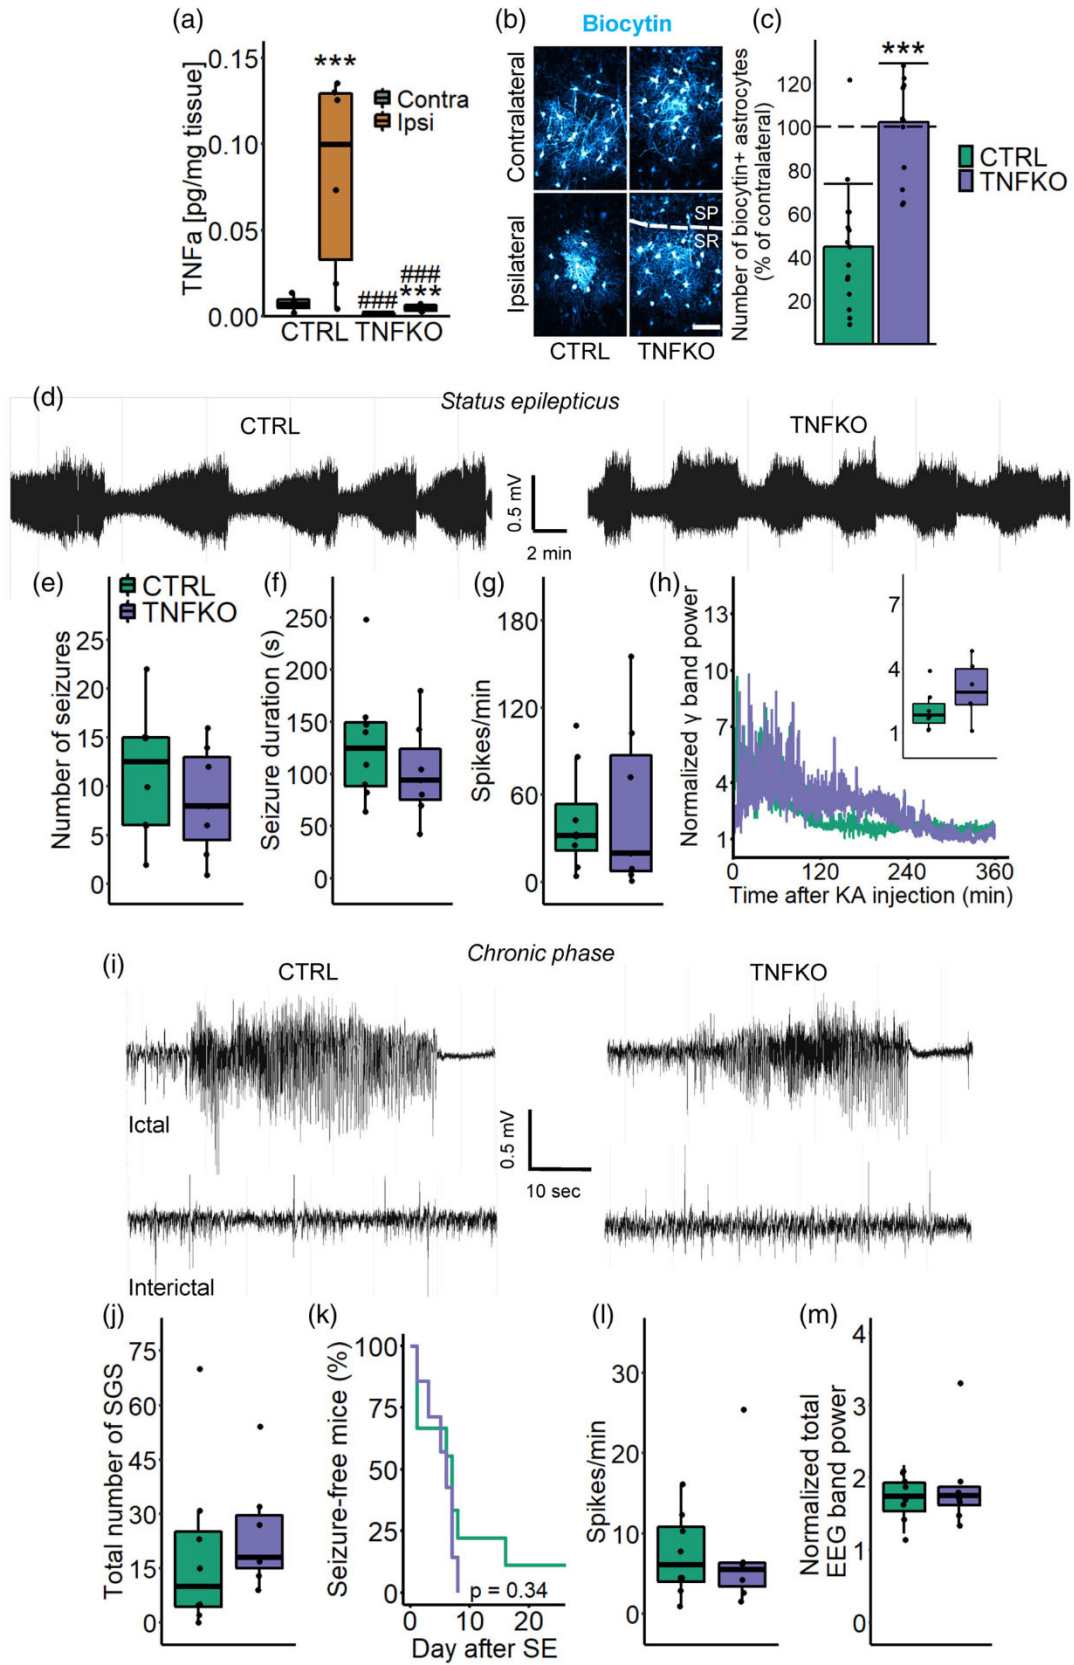 (a)
TNFa [pg/mg tissue]
0.15
0.10
0.05
0.00
***
Contra
Ipsi
###
###
***
CTRL TNFKO
(b)
Biocytin
Contralateral
Ipsilateral
SP
SR
CTRL TNFKO
(c)
Number of biocytin+ astrocytes
(% of contralateral)
120
100
80
60
40
20
***
CTRL
TNFKO
(d)
Status epilepticus
CTRL
TNFKO
0.5 mV
2 min
(e)
CTRL
TNFKO
Number of seizures
25
20
15
10
5
0
(f)
Seizure duration (s)
250
200
150
100
50
0
(g)
Spikes/min
180
120
60
0
(h)
Normalized γ band power
13
10
7
4
1
7
4
1
0 120 240 360
Time after KA injection (min)
Chronic phase
(i)
CTRL
TNFKO
Ictal
0.5 mV
10 sec
Interictal
(j)
Total number of SGS
75
60
45
30
15
0
(k)
Seizure-free mice (%)
100
75
50
25
0
p = 0.34
0 10 20
Day after SE
(l)
Spikes/min
30
20
10
0
(m)
Normalized total
EEG band power
4
3
2
1
0